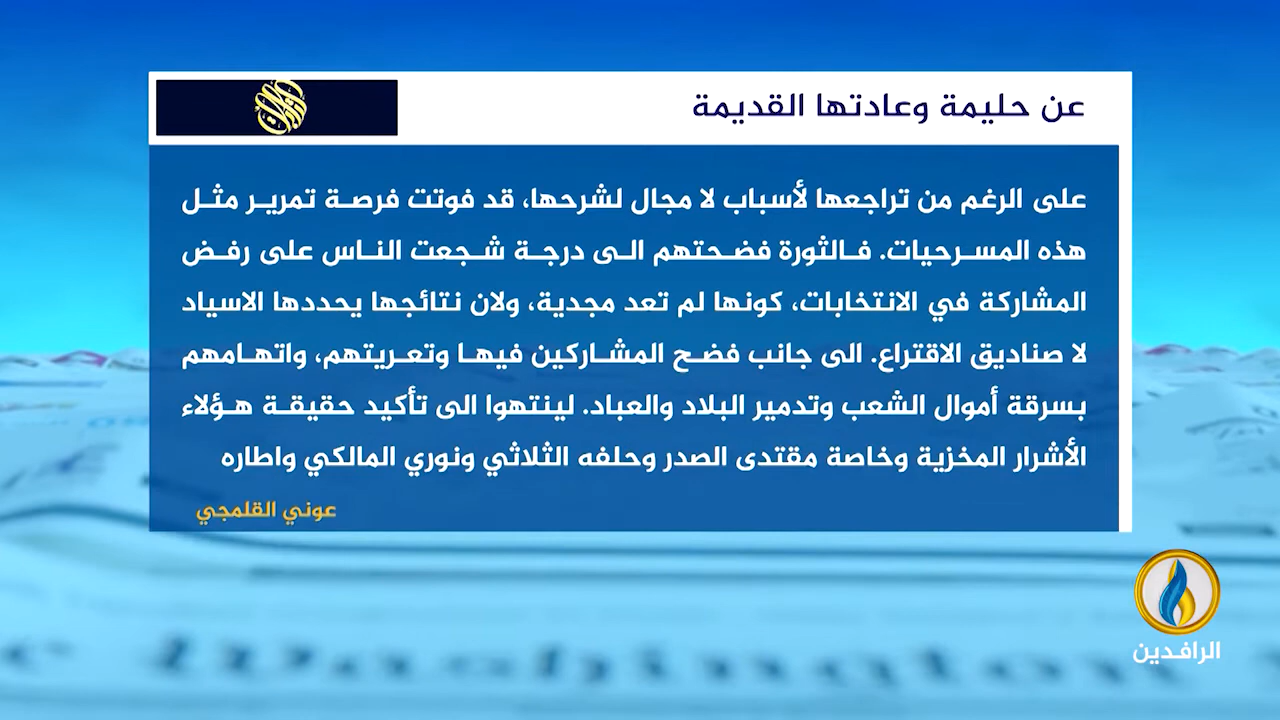 عن حليمة وعادتها القديمة
على الرغم من تراجعها لأسباب لا مجال لشرحها، قد فوتت فرصة تمرير مثل
هذه المسرحيات. فالثورة فضحتهم الى درجة شجعت الناس على رفض
المشاركة في الانتخابات، كونها لم تعد مجدية، ولان نتائجها يحددها الاسياد
لا صناديق الاقتراع. الى جانب فضح المشاركين فيها وتعريتهم، واتهامهم
بسرقة أموال الشعب وتدمير البلاد والعباد. لينتهوا الى تأكيد حقيقة هؤلاء
الأشرار المخزية وخاصة مقتدى الصدر وحلفه الثلاثي ونوري المالكي واطاره
عوني القلمجي
الرافدين